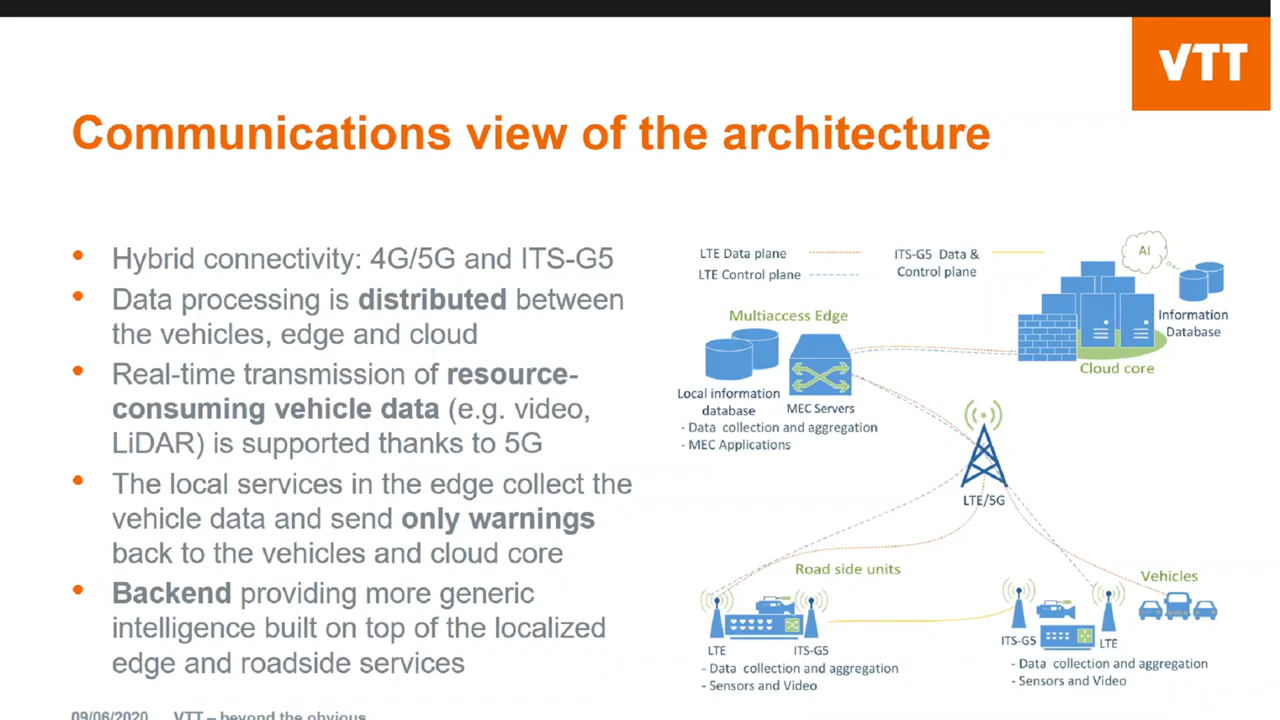 VTT
Communications view of the architecture
• Hybrid connectivity: 4G/5G and ITS-G5
• Data processing is distributed between
the vehicles, edge and cloud
• Real-time transmission of resource-
consuming vehicle data (e.g. video,
LiDAR) is supported thanks to 5G
• The local services in the edge collect the
vehicle data and send only warnings
back to the vehicles and cloud core
• Backend providing more generic
intelligence built on top of the localized
edge and roadside services
LTE Data plane
LTE Control plane
ITS-G5 Data &
Control plane
AI
Information
Database
Cloud core
Multiaccess Edge
Local information
database
MEC Servers
- Data collection and aggregation
- MEC Applications
LTE/5G
Road side units
LTE
ITS-G5
- Data collection and aggregation
- Sensors and Video
Vehicles
ITS-G5
LTE
- Data collection and aggregation
- Sensors and Video
09/06/2020 VTT – beyond the obvious